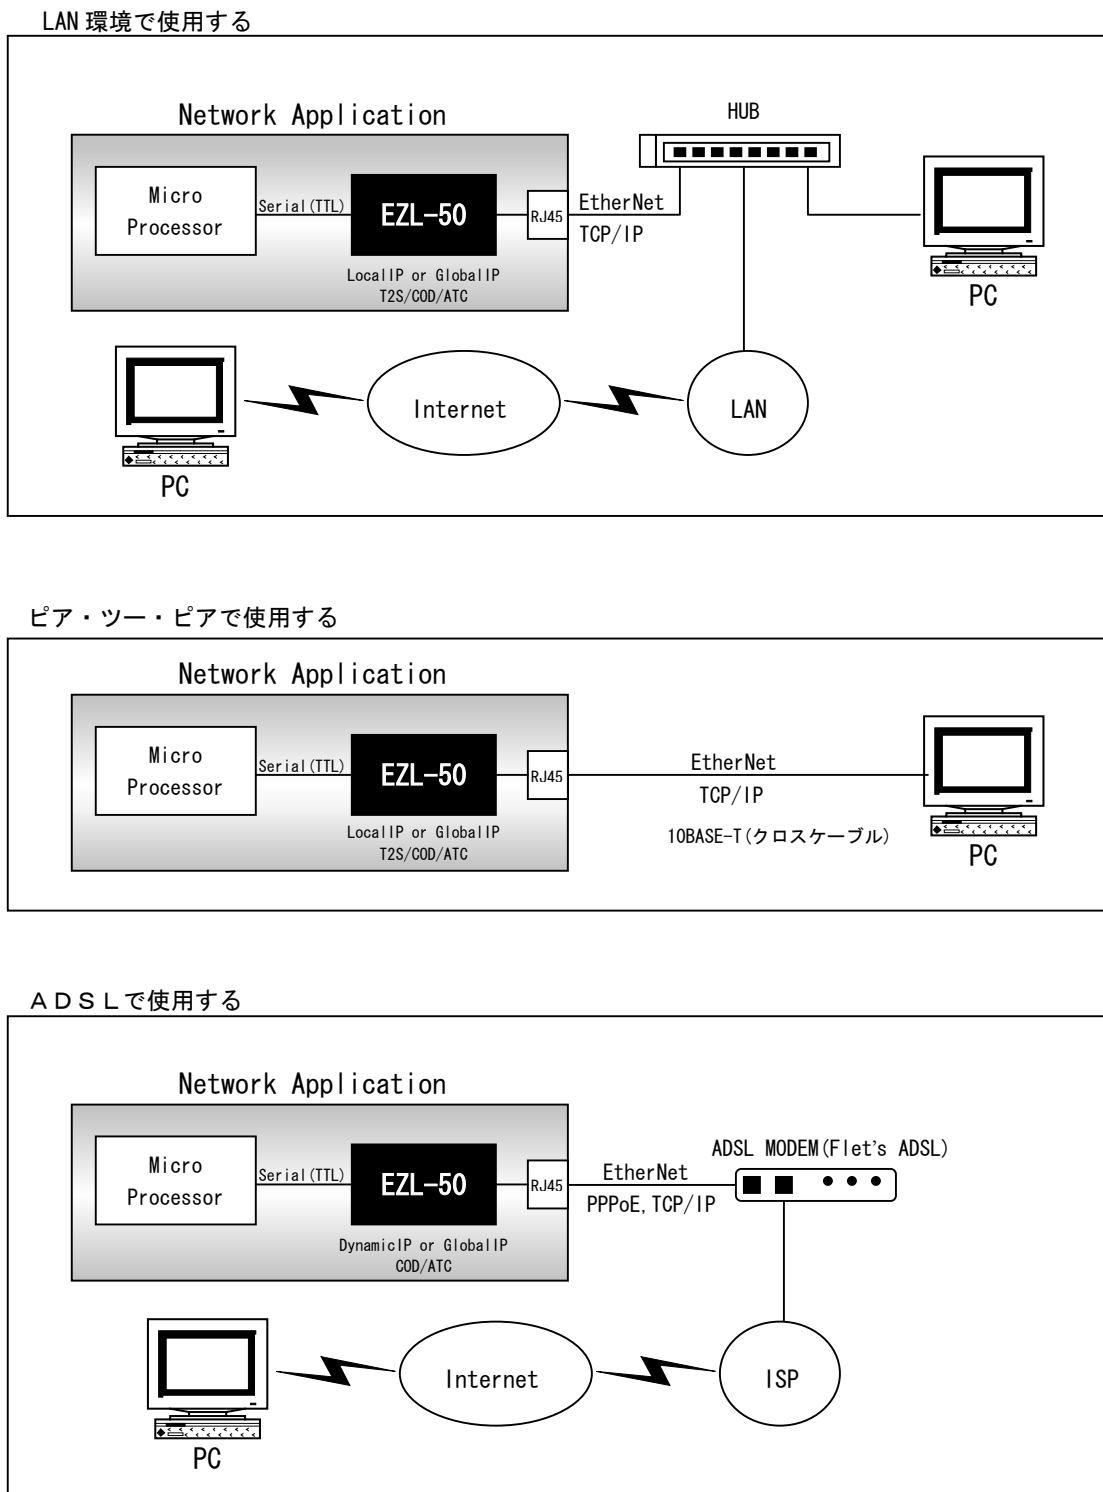 LAN 環境で使用する
Network Application
HUB
Micro
Processor
Serial(TTL)
EZL-50
RJ45
EtherNet
TCP/IP
LocalIP or GlobalIP
T2S/COD/ATC
PC
Internet
LAN
PC
ピア・ツー・ピアで使用する
Network Application
Micro
Processor
Serial(TTL)
EZL-50
RJ45
EtherNet
TCP/IP
10BASE-T(クロスケーブル)
LocalIP or GlobalIP
T2S/COD/ATC
PC
ＡＤＳＬで使用する
Network Application
Micro
Processor
Serial(TTL)
EZL-50
RJ45
EtherNet
PPPoE,TCP/IP
ADSL MODEM(Flet's ADSL)
DynamicIP or GlobalIP
COD/ATC
Internet
ISP
PC